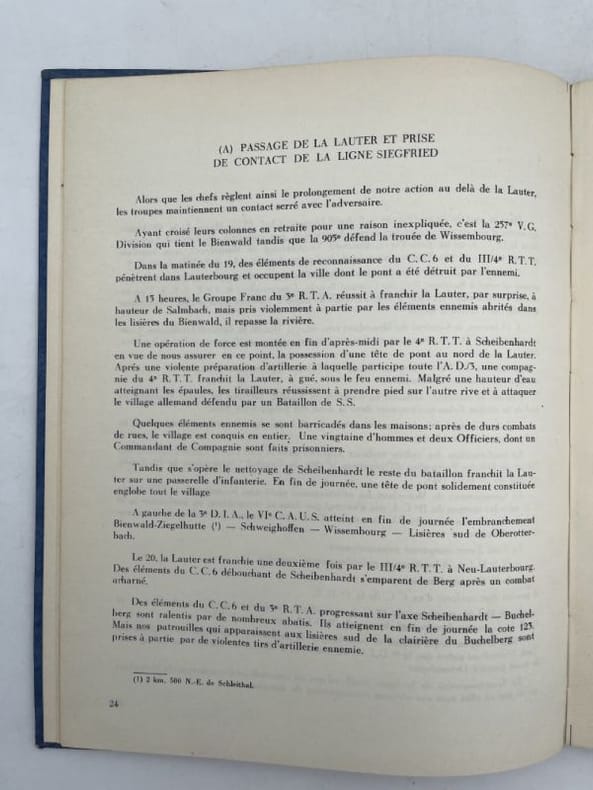 (A) PASSAGE DE LA LAUTER ET PRISE
DE CONTACT DE LA LIGNE SIEGFRIED
Alors que les chefs règlent ainsi le prolongement de notre action au delà de la Lauter,
les troupes maintiennent un contact serré avec l'adversaire.
Ayant croisé leurs colonnes en retraite pour une raison inexpliquée, c'est la 257e V.G.
Division qui tient le Bienwald tandis que la 905e défend la trouée de Wissembourg.
Dans la matinée du 19, des éléments de reconnaissance du C.C.6 et du III/4e R.T.T.
pénètrent dans Lauterbourg et occupent la ville dont le pont a été détruit par l'ennemi.
A 13 heures, le Groupe Franc du 3e R.T.A. réussit à franchir la Lauter, par surprise, à
hauteur de Salmbach, mais pris violemment à partie par les éléments ennemis abrités dans
les lisières du Bienwald, il repasse la rivière.
Une opération de force est montée en fin d'après-midi par le 4e R.T.T. à Scheibenhardt
en vue de nous assurer en ce point, la possession d'une tête de pont au nord de la Lauter.
Aprés une violente préparation d'artillerie à laquelle participe toute l'A.D./3, une compag-
nie du 4e R.T.T. franchit la Lauter, à gué, sous le feu ennemi. Malgré une hauteur d'eau
atteignant les épaules, les tirailleurs réussissent à prendre pied sur l'autre rive et à attaquer
le village allemand défendu par un Bataillon de S.S.
Quelques éléments ennemis se sont barricadés dans les maisons; après de durs combats
de rues, le village est conquis en entier. Une vingtaine d'hommes et deux Officiers, dont un
Commandant de Compagnie sont faits prisonniers.
Tandis que s'opère le nettoyage de Scheibenhardt le reste du bataillon franchit la Lau-
ter sur une passerelle d'infanterie. En fin de journée, une tête de pont solidement constituée
englobe tout le village
A gauche de la 3e D.I.A., le VIe C.A.U.S. atteint en fin de journée l'embranchement
Bienwald-Ziegelhutte (1) — Schweighoffen — Wissembourg — Lisières sud de Oberotter-
bach.
Le 20, la Lauter est franchie une deuxième fois par le III/4e R.T.T. à Neu-Lauterbourg.
Des éléments du C.C.6 débouchant de Scheibenhardt s'emparent de Berg après un combat
acharné.
Des éléments du C.C.6 et du 3e R.T.A. progressant sur l'axe Scheibenhardt — Buchel-
berg sont ralentis par de nombreux abatis. Ils atteignent en fin de journée la cote 123.
Mais nos patrouilles qui apparaissent aux lisières sud de la clairière du Buchelberg sont
prises à partie par de violentes tirs d'artillerie ennemie.
(1) 2 km. 500 N.-E. de Schleithal.
24